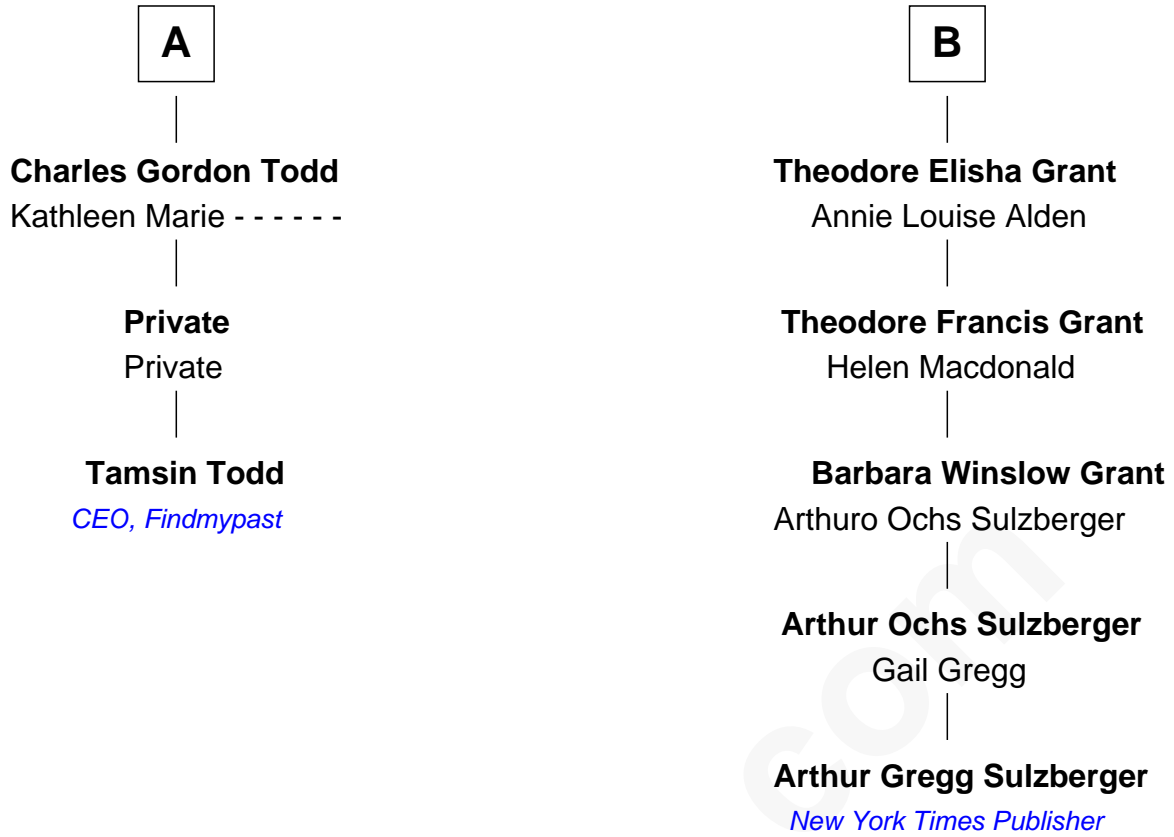 A
Charles Gordon Todd
Kathleen Marie - - - - - -
Private
Private
Tamsin Todd
CEO, Findmypast
B
Theodore Elisha Grant
Annie Louise Alden
Theodore Francis Grant
Helen Macdonald
Barbara Winslow Grant
Arthuro Ochs Sulzberger
Arthur Ochs Sulzberger
Gail Gregg
Arthur Gregg Sulzberger
New York Times Publisher
com